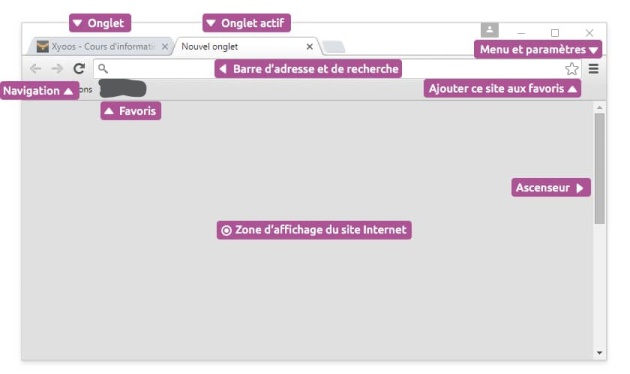 Onglet
Onglet actif
Xyoos - Cours d'informati
Nouvel onglet
Menu et paramètres
Barre d'adresse et de recherche
Navigation
ons
Ajouter ce site aux favoris
Favoris
Ascenseur
Zone d'affichage du site Internet